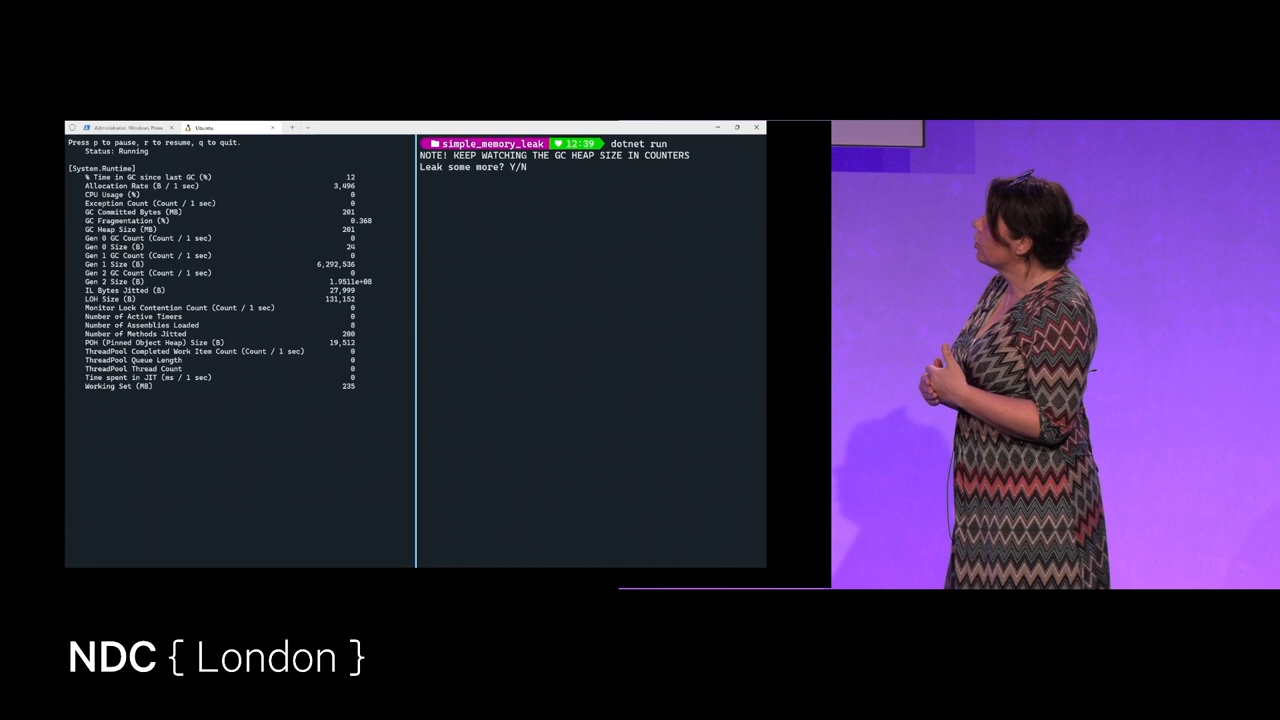 Administrator: Windows Powe
Ubuntu
Press p to pause, r to resume, q to quit.
Status: Running
[System.Runtime]
% Time in GC since last GC (%) 12
Allocation Rate (B / 1 sec) 3,496
CPU Usage (%) 0
Exception Count (Count / 1 sec) 0
GC Committed Bytes (MB) 201
GC Fragmentation (%) 0.368
GC Heap Size (MB) 201
Gen 0 GC Count (Count / 1 sec) 0
Gen 0 Size (B) 24
Gen 1 GC Count (Count / 1 sec) 0
Gen 1 Size (B) 6,292,536
Gen 2 GC Count (Count / 1 sec) 0
Gen 2 Size (B) 1.9511e+08
IL Bytes Jitted (B) 27,999
LOH Size (B) 131,152
Monitor Lock Contention Count (Count / 1 sec) 0
Number of Active Timers 0
Number of Assemblies Loaded 8
Number of Methods Jitted 200
POH (Pinned Object Heap) Size (B) 19,512
ThreadPool Completed Work Item Count (Count / 1 sec) 0
ThreadPool Queue Length 0
ThreadPool Thread Count 0
Time spent in JIT (ms / 1 sec) 0
Working Set (MB) 235
simple_memory_leak 12:39 dotnet run
NOTE! KEEP WATCHING THE GC HEAP SIZE IN COUNTERS
Leak some more? Y/N
NDC { London }